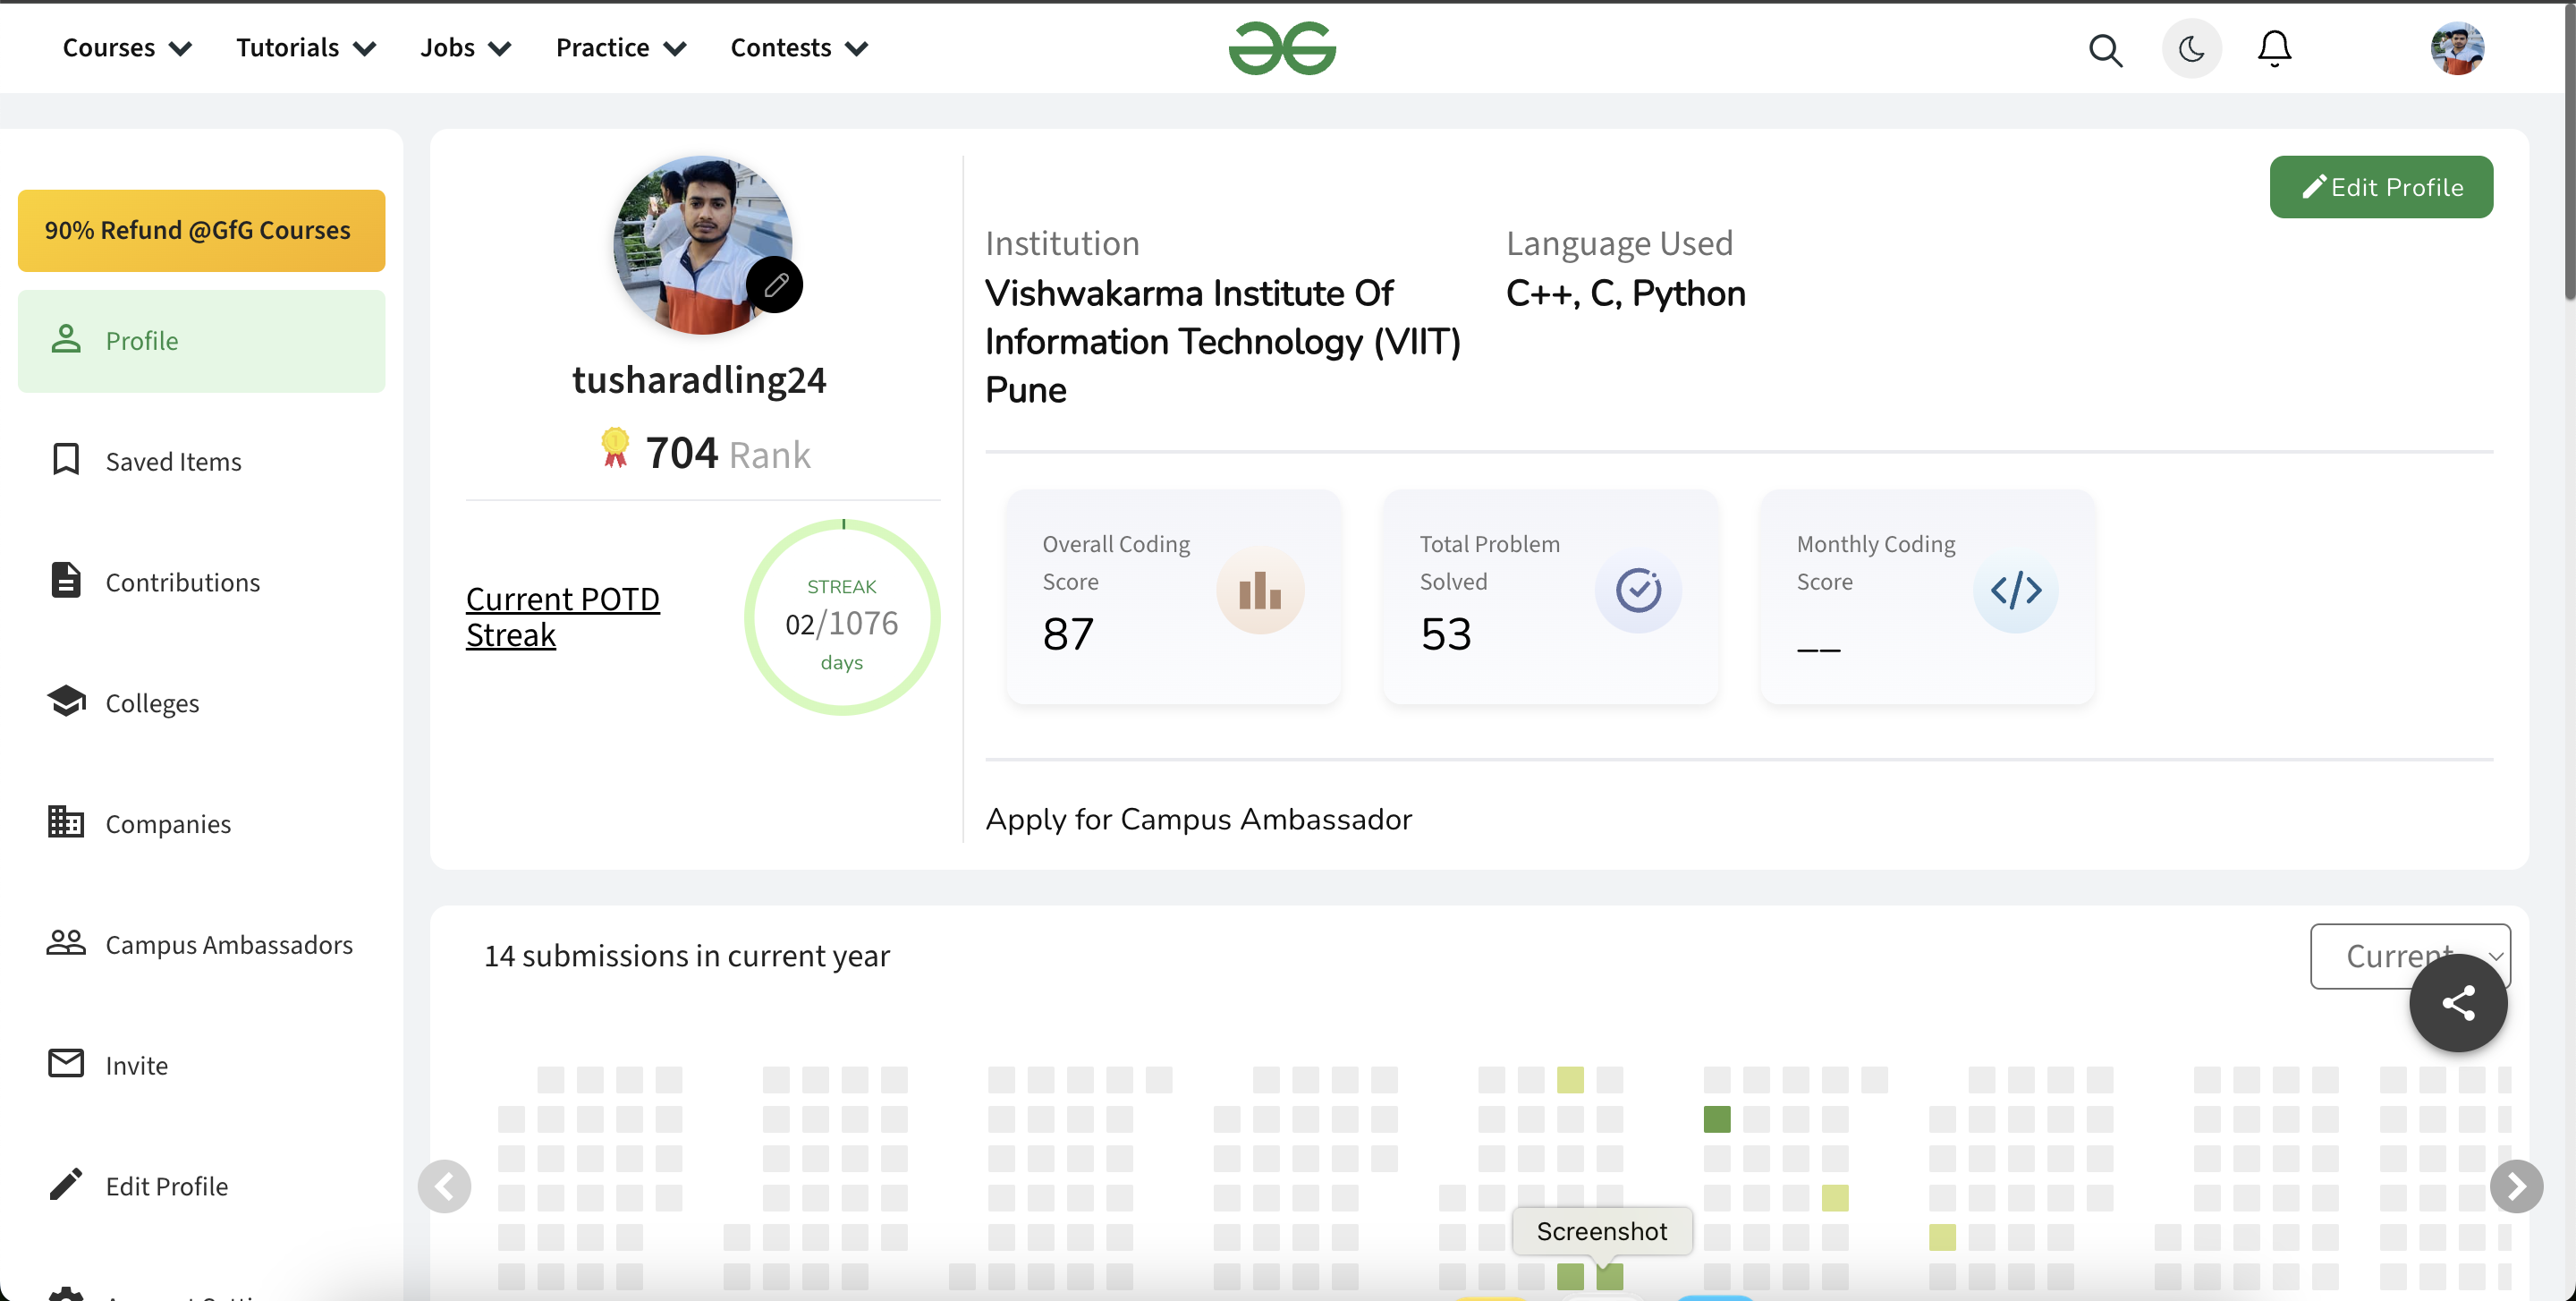 Courses
Tutorials
Jobs
Practice
Contests
90% Refund @GfG Courses
Profile
Saved Items
Contributions
Colleges
Companies
Campus Ambassadors
Invite
Edit Profile
tusharadling24
704 Rank
Current POTD
Streak
STREAK
02/1076
days
Edit Profile
Institution
Vishwakarma Institute Of
Information Technology (VIIT)
Pune
Language Used
C++, C, Python
Overall Coding
Score
87
Total Problem
Solved
53
Monthly Coding
Score
__
Apply for Campus Ambassador
14 submissions in current year
Current
Screenshot